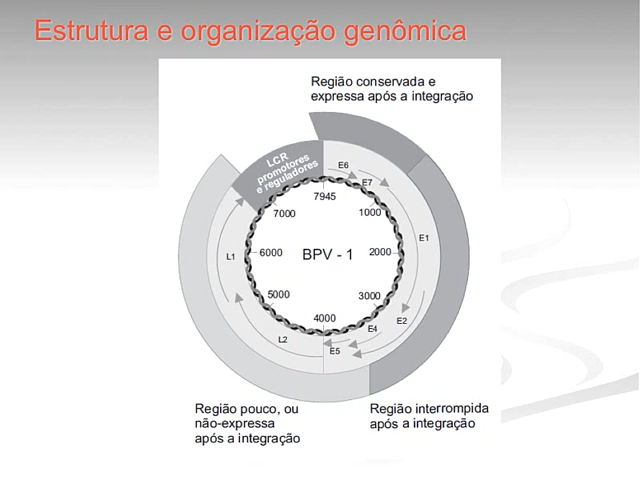 Estrutura e organização genômica
Região conservada e
expressa após a integração
LCR
promotores
e reguladores
E6
E7
7945
7000
1000
L1
6000
BPV - 1
2000
E1
5000
3000
4000
E2
E4
L2
E5
Região pouco, ou
não-expressa
após a integração
Região interrompida
após a integração